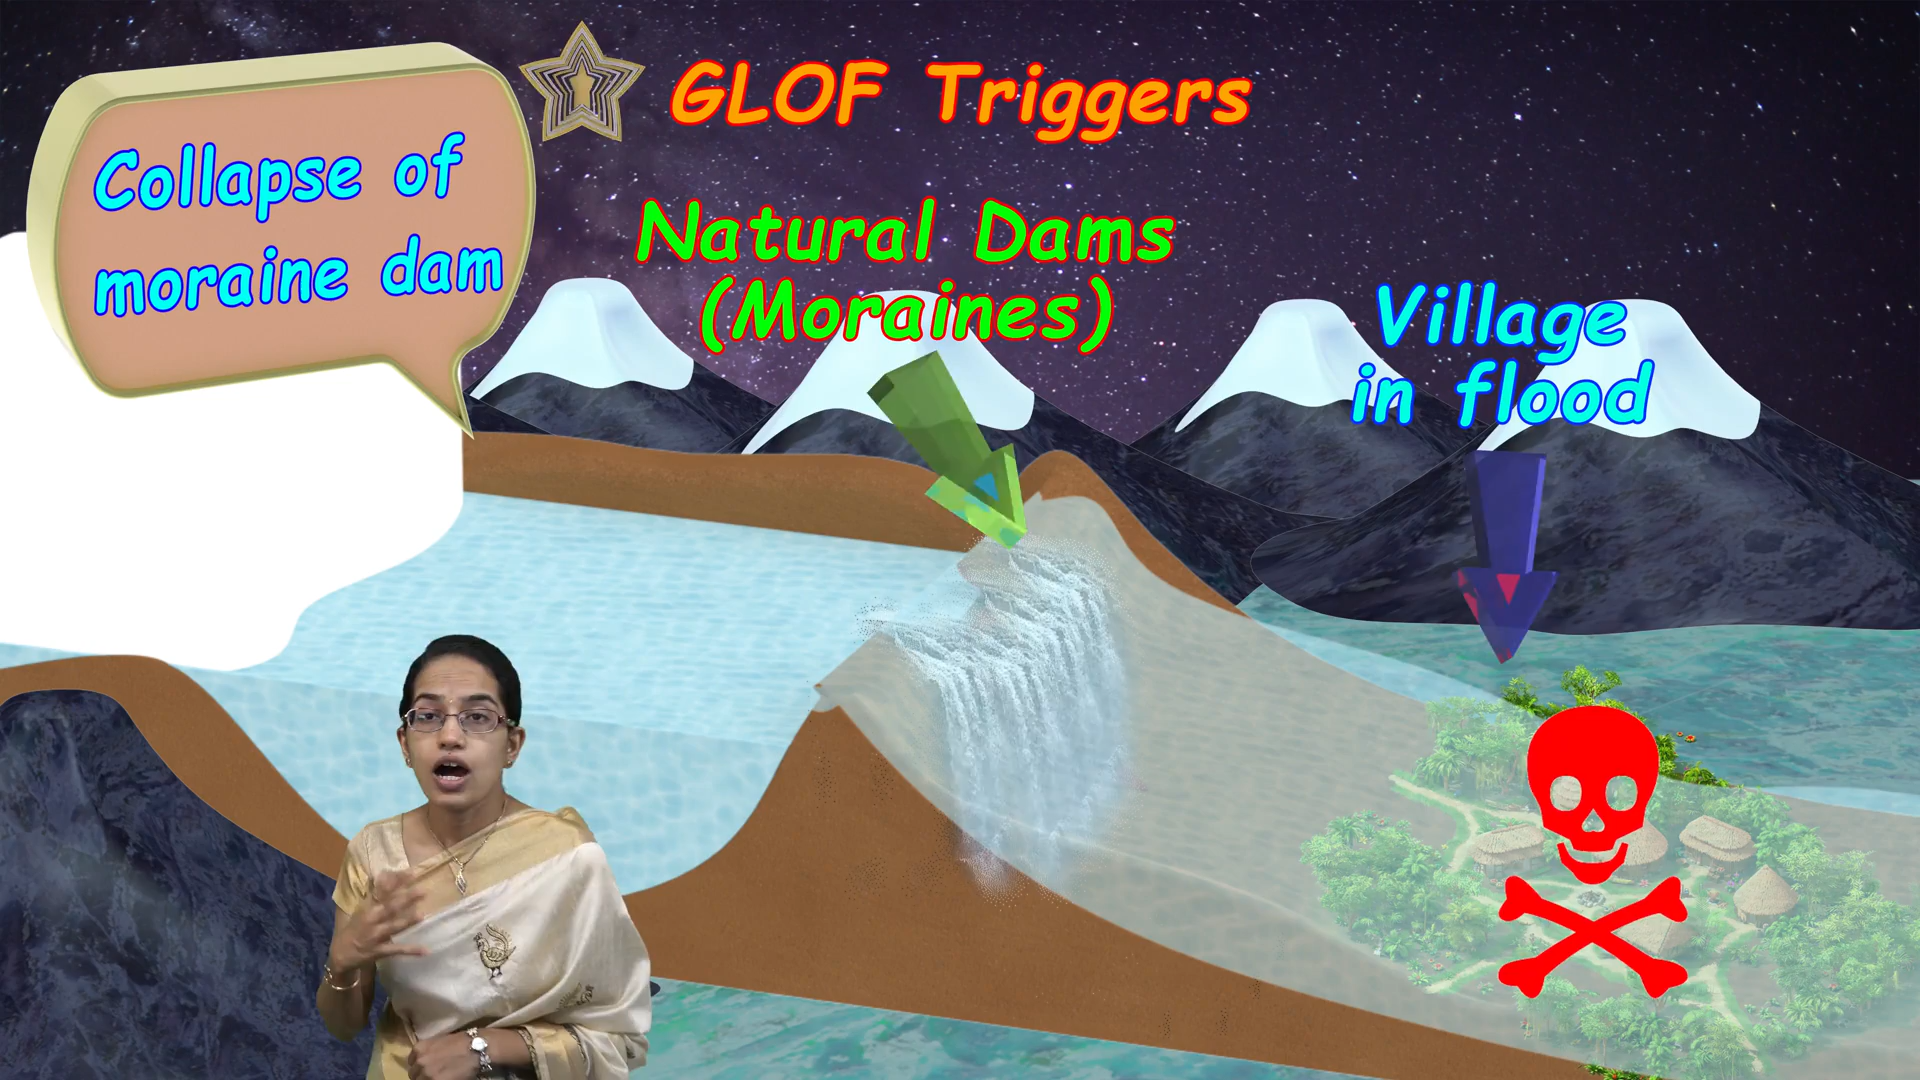 GLOF Triggers
Collapse of
moraine dam
Natural Dams
(Moraines)
Village
in flood